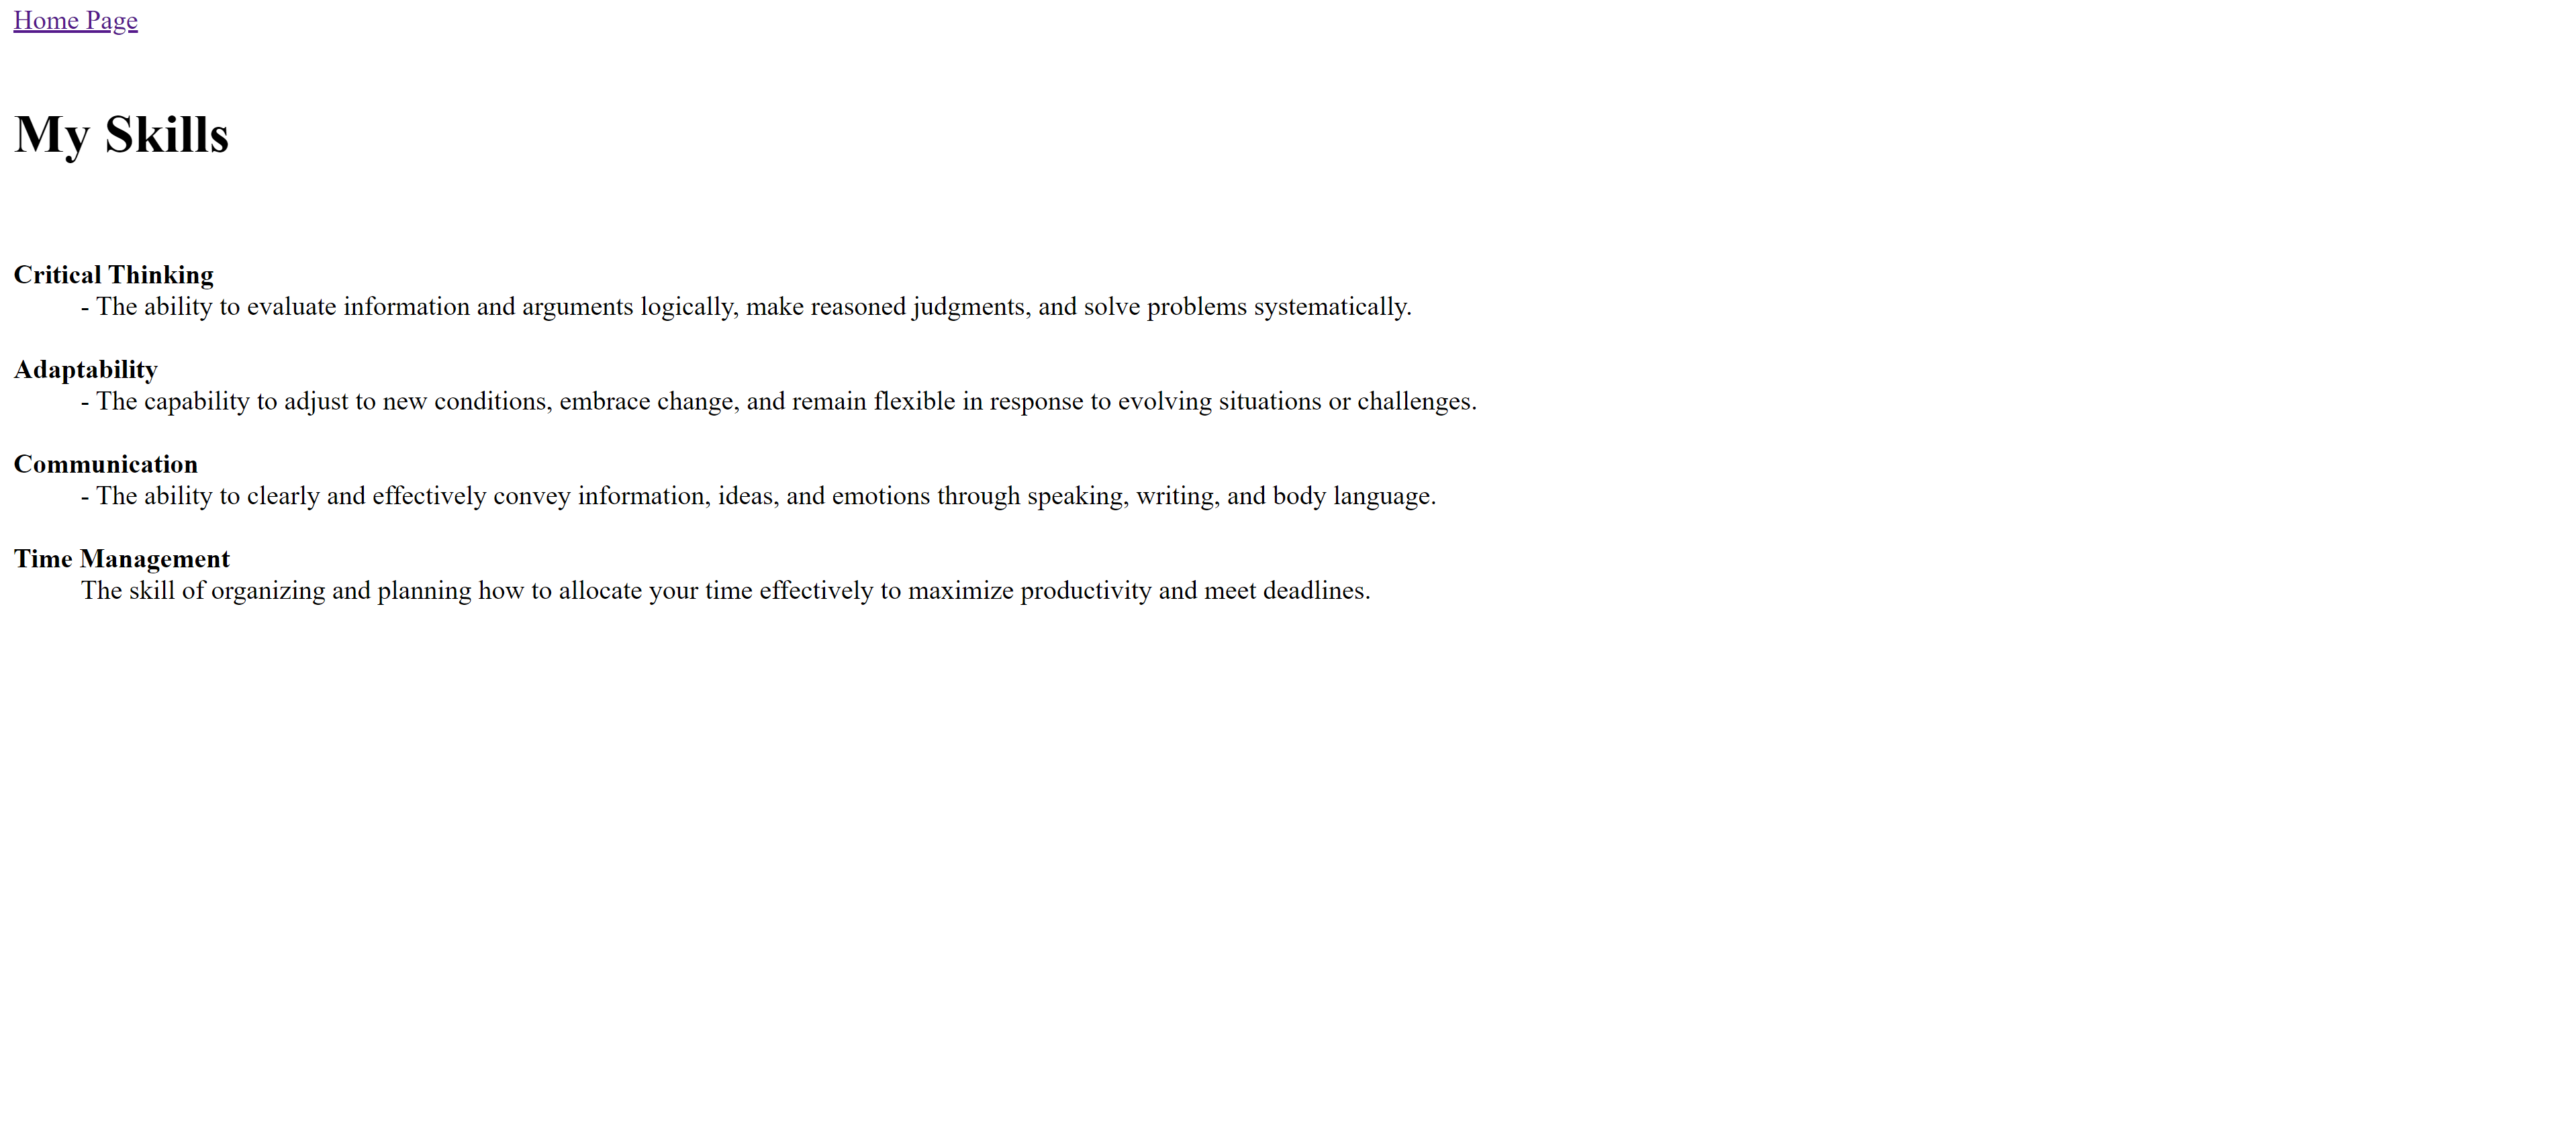 Home Page
My Skills
Critical Thinking
- The ability to evaluate information and arguments logically, make reasoned judgments, and solve problems systematically.
Adaptability
- The capability to adjust to new conditions, embrace change, and remain flexible in response to evolving situations or challenges.
Communication
- The ability to clearly and effectively convey information, ideas, and emotions through speaking, writing, and body language.
Time Management
The skill of organizing and planning how to allocate your time effectively to maximize productivity and meet deadlines.